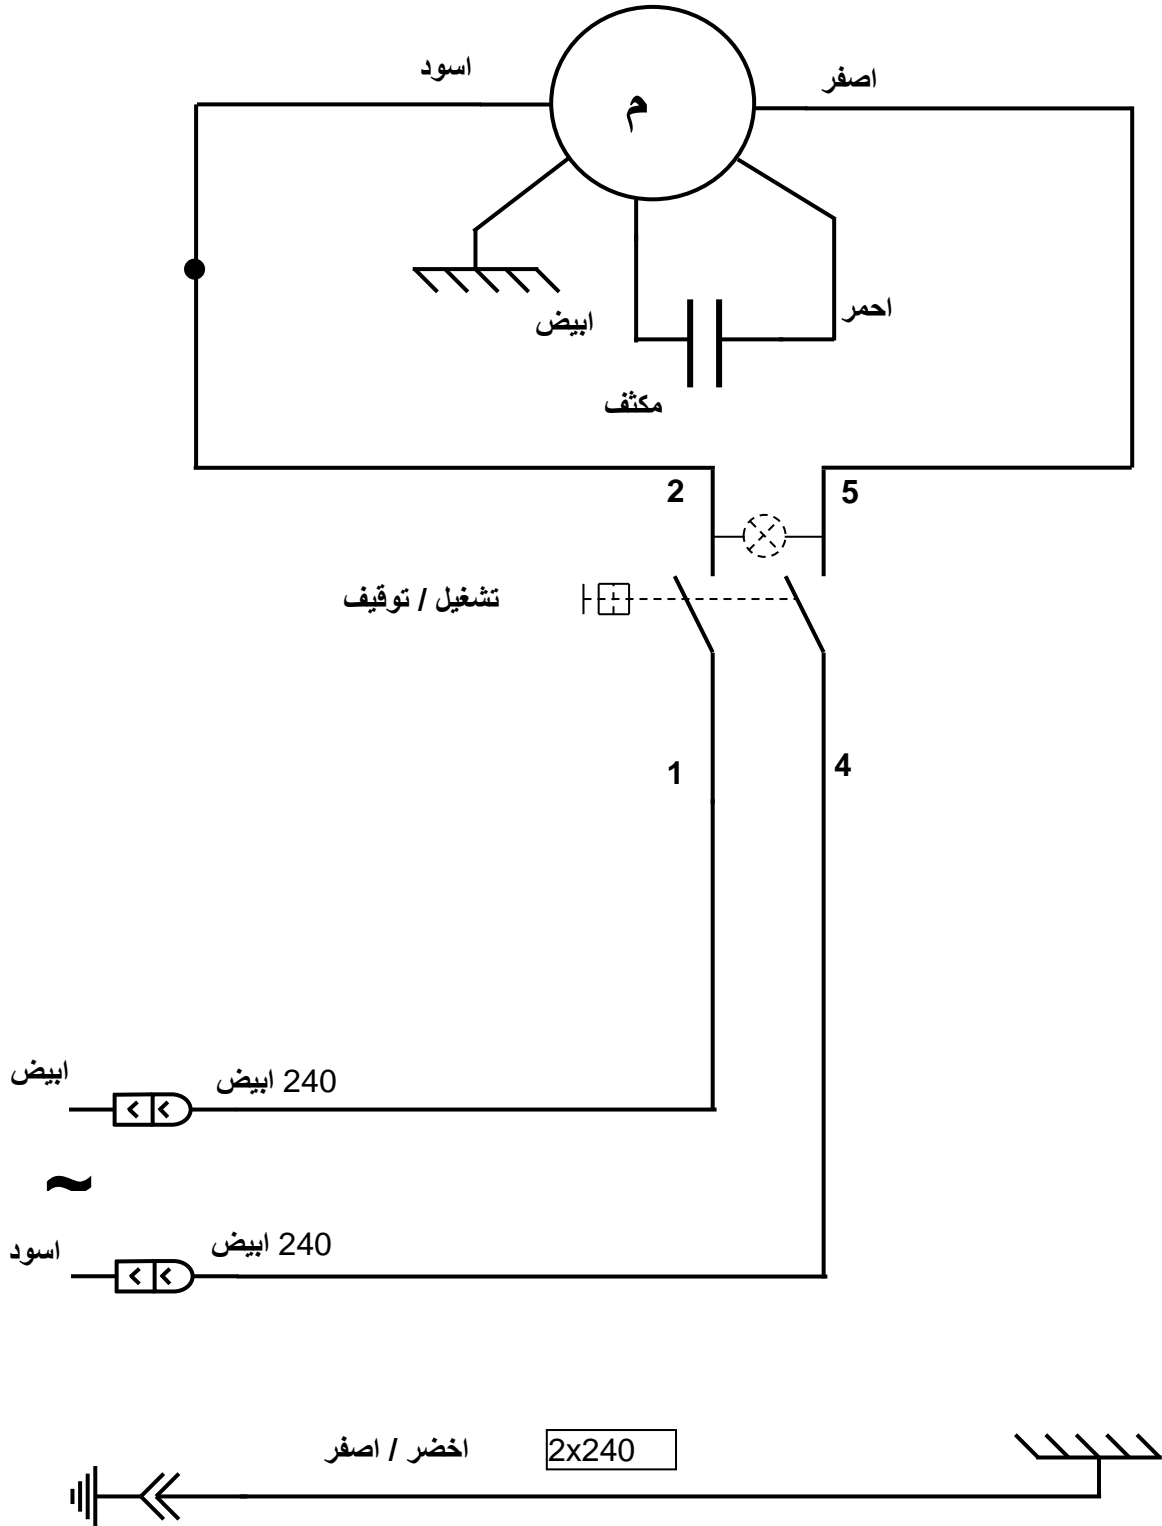 اسود
اصفر
م
ابيض
احمر
مكثف
2
5
تشغيل / توقيف
1
4
ابيض
240 ابيض
~
اسود
240 ابيض
اخضر / اصفر
2x240